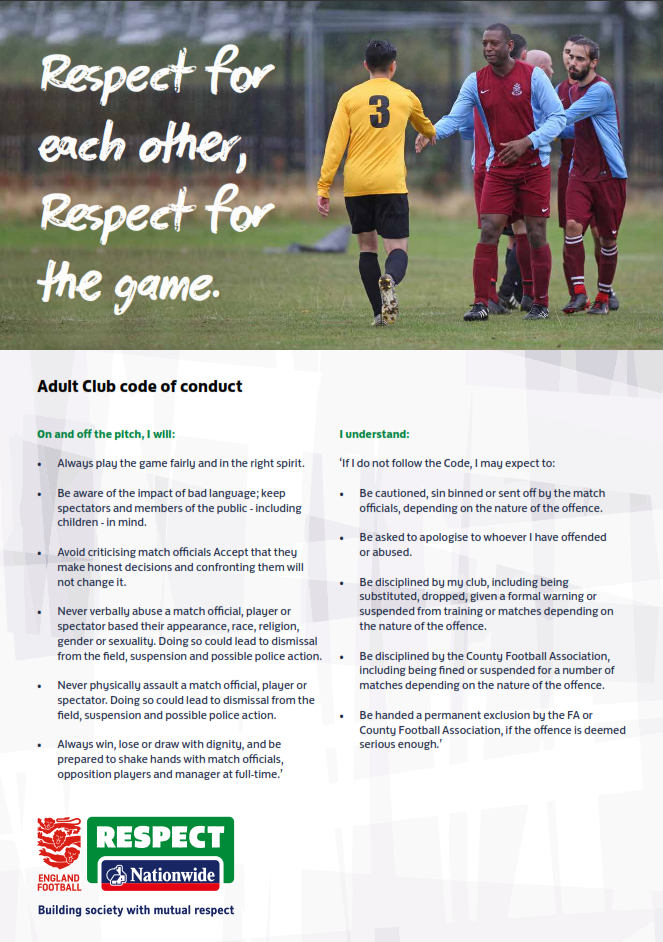 Respect for
each other,
Respect for
the game.
3
Adult Club code of conduct
On and off the pitch, I will:
• Always play the game fairly and in the right spirit.
• Be aware of the impact of bad language; keep
spectators and members of the public - including
children - in mind.
• Avoid criticising match officials Accept that they
make honest decisions and confronting them will
not change it.
• Never verbally abuse a match official, player or
spectator based their appearance, race, religion,
gender or sexuality. Doing so could lead to dismissal
from the field, suspension and possible police action.
• Never physically assault a match official, player or
spectator. Doing so could lead to dismissal from the
field, suspension and possible police action.
• Always win, lose or draw with dignity, and be
prepared to shake hands with match officials,
opposition players and manager at full-time.’
I understand:
‘If I do not follow the Code, I may expect to:
• Be cautioned, sin binned or sent off by the match
officials, depending on the nature of the offence.
• Be asked to apologise to whoever I have offended
or abused.
• Be disciplined by my club, including being
substituted, dropped, given a formal warning or
suspended from training or matches depending on
the nature of the offence.
• Be disciplined by the County Football Association,
including being fined or suspended for a number of
matches depending on the nature of the offence.
• Be handed a permanent exclusion by the FA or
County Football Association, if the offence is deemed
serious enough.’
ENGLAND
FOOTBALL
RESPECT
Nationwide
Building society with mutual respect